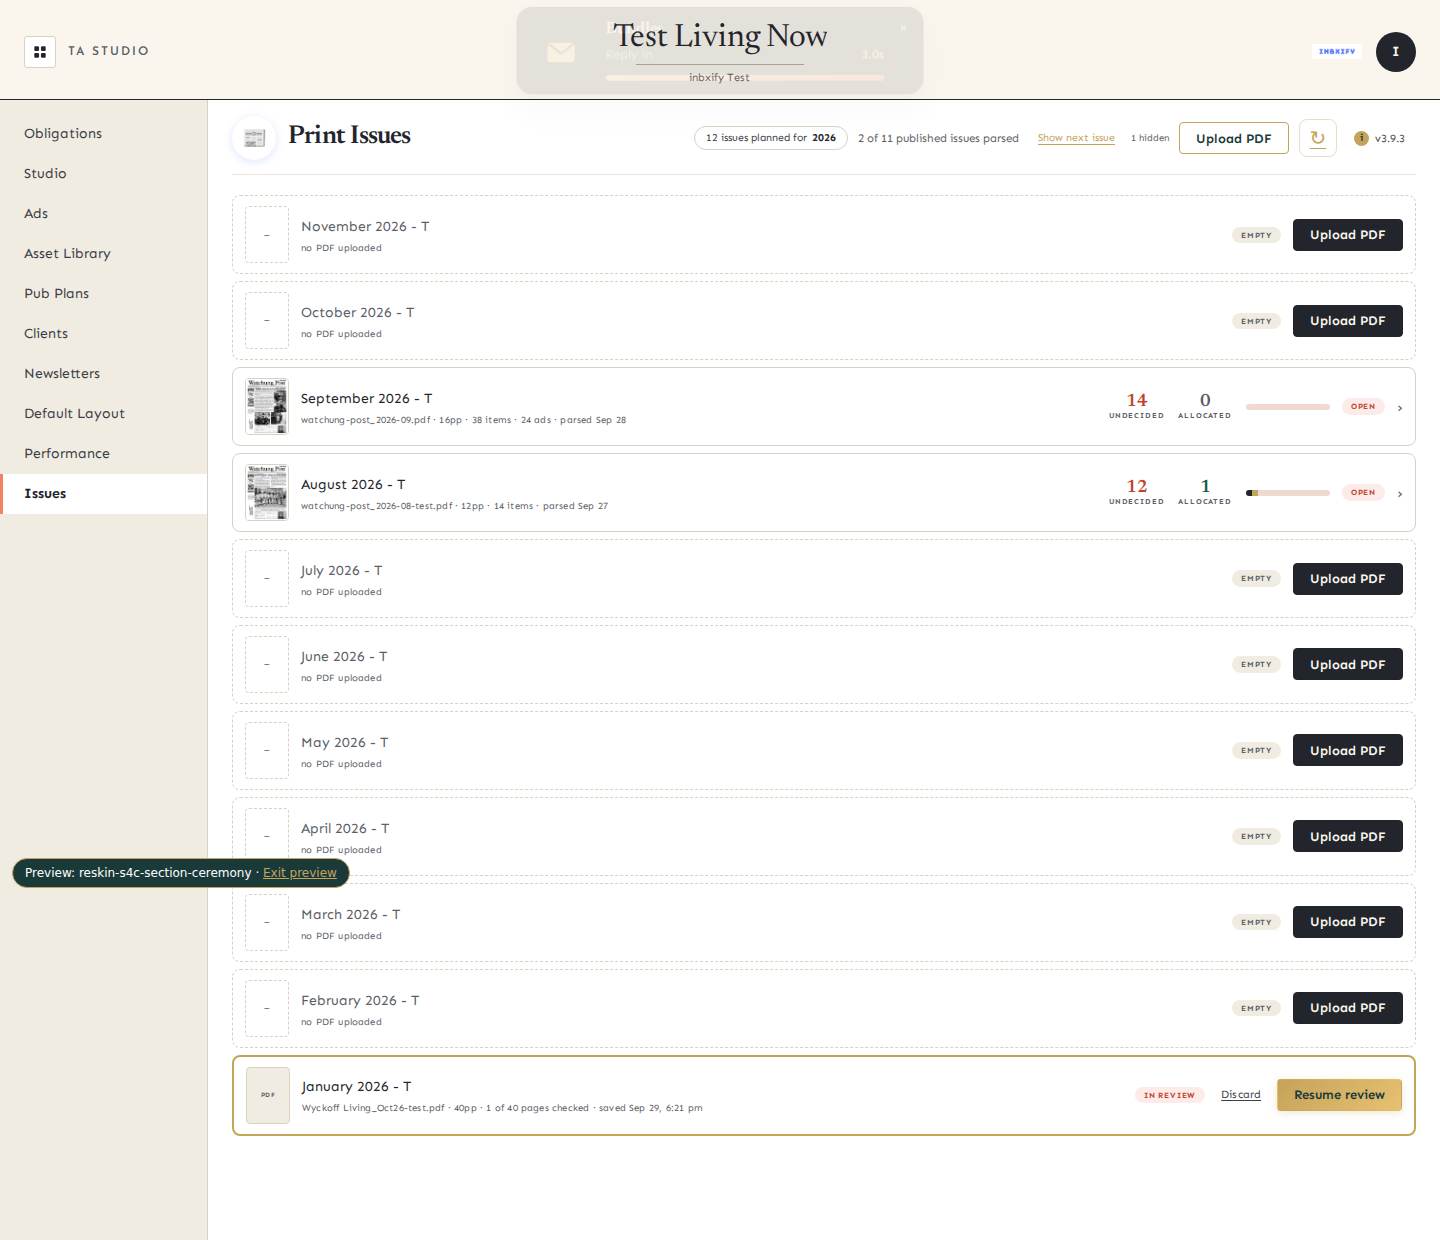 TA STUDIO
Test Living Now
inbxify Test
Reply
3.0s
INBXIFY
I
Obligations
Studio
Ads
Asset Library
Pub Plans
Clients
Newsletters
Default Layout
Performance
Issues
Print Issues
12 issues planned for 2026
2 of 11 published issues parsed
Show next issue
1 hidden
Upload PDF
v3.9.3
November 2026 - T
no PDF uploaded
EMPTY
Upload PDF
October 2026 - T
no PDF uploaded
EMPTY
Upload PDF
Watchung Post
September 2026 - T
watchung-post_2026-09.pdf · 16pp · 38 items · 24 ads · parsed Sep 28
14 UNDECIDED
0 ALLOCATED
OPEN
Watchung Post
August 2026 - T
watchung-post_2026-08-test.pdf · 12pp · 14 items · parsed Sep 27
12 UNDECIDED
1 ALLOCATED
OPEN
July 2026 - T
no PDF uploaded
EMPTY
Upload PDF
June 2026 - T
no PDF uploaded
EMPTY
Upload PDF
May 2026 - T
no PDF uploaded
EMPTY
Upload PDF
April 2026 - T
no PDF uploaded
EMPTY
Upload PDF
Preview: reskin-s4c-section-ceremony · Exit preview
March 2026 - T
no PDF uploaded
EMPTY
Upload PDF
February 2026 - T
no PDF uploaded
EMPTY
Upload PDF
PDF
January 2026 - T
Wyckoff Living_Oct26-test.pdf · 40pp · 1 of 40 pages checked · saved Sep 29, 6:21 pm
IN REVIEW
Discard
Resume review